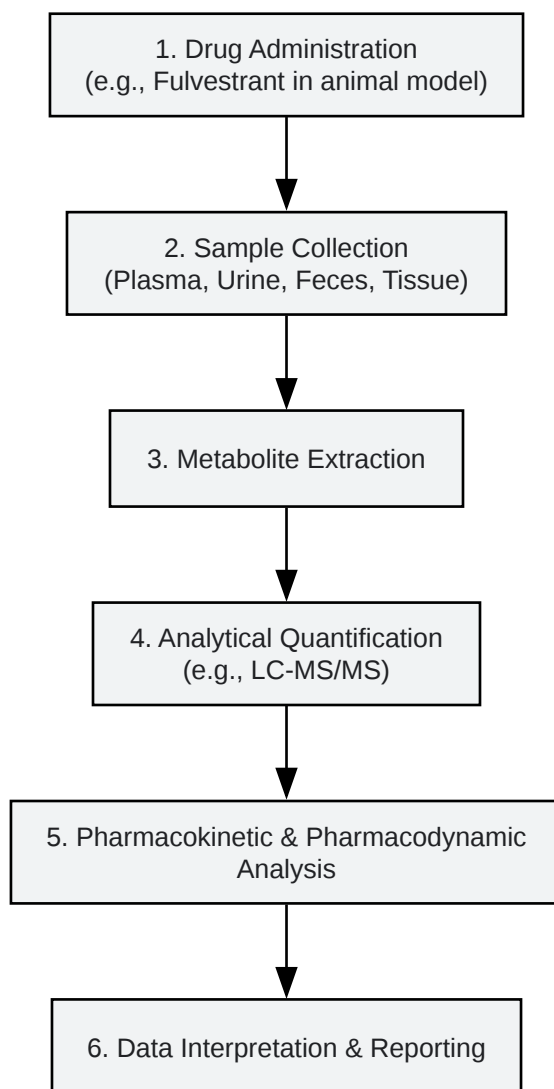 1. Drug Administration
(e.g., Fulvestrant in animal model)
2. Sample Collection
(Plasma, Urine, Feces, Tissue)
3. Metabolite Extraction
4. Analytical Quantification
(e.g., LC-MS/MS)
5. Pharmacokinetic & Pharmacodynamic
Analysis
6. Data Interpretation & Reporting